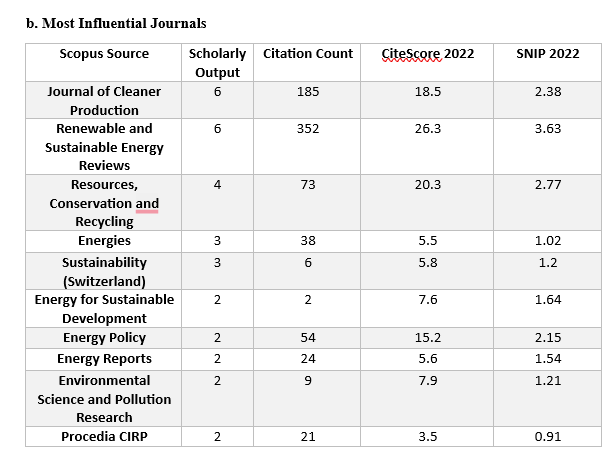 b. Most Influential Journals
Scopus Source Scholarly Output Citation Count CiteScore 2022 SNIP 2022
Journal of Cleaner Production 6 185 18.5 2.38
Renewable and Sustainable Energy Reviews 6 352 26.3 3.63
Resources, Conservation and Recycling 4 73 20.3 2.77
Energies 3 38 5.5 1.02
Sustainability (Switzerland) 3 6 5.8 1.2
Energy for Sustainable Development 2 2 7.6 1.64
Energy Policy 2 54 15.2 2.15
Energy Reports 2 24 5.6 1.54
Environmental Science and Pollution Research 2 9 7.9 1.21
Procedia CIRP 2 21 3.5 0.91